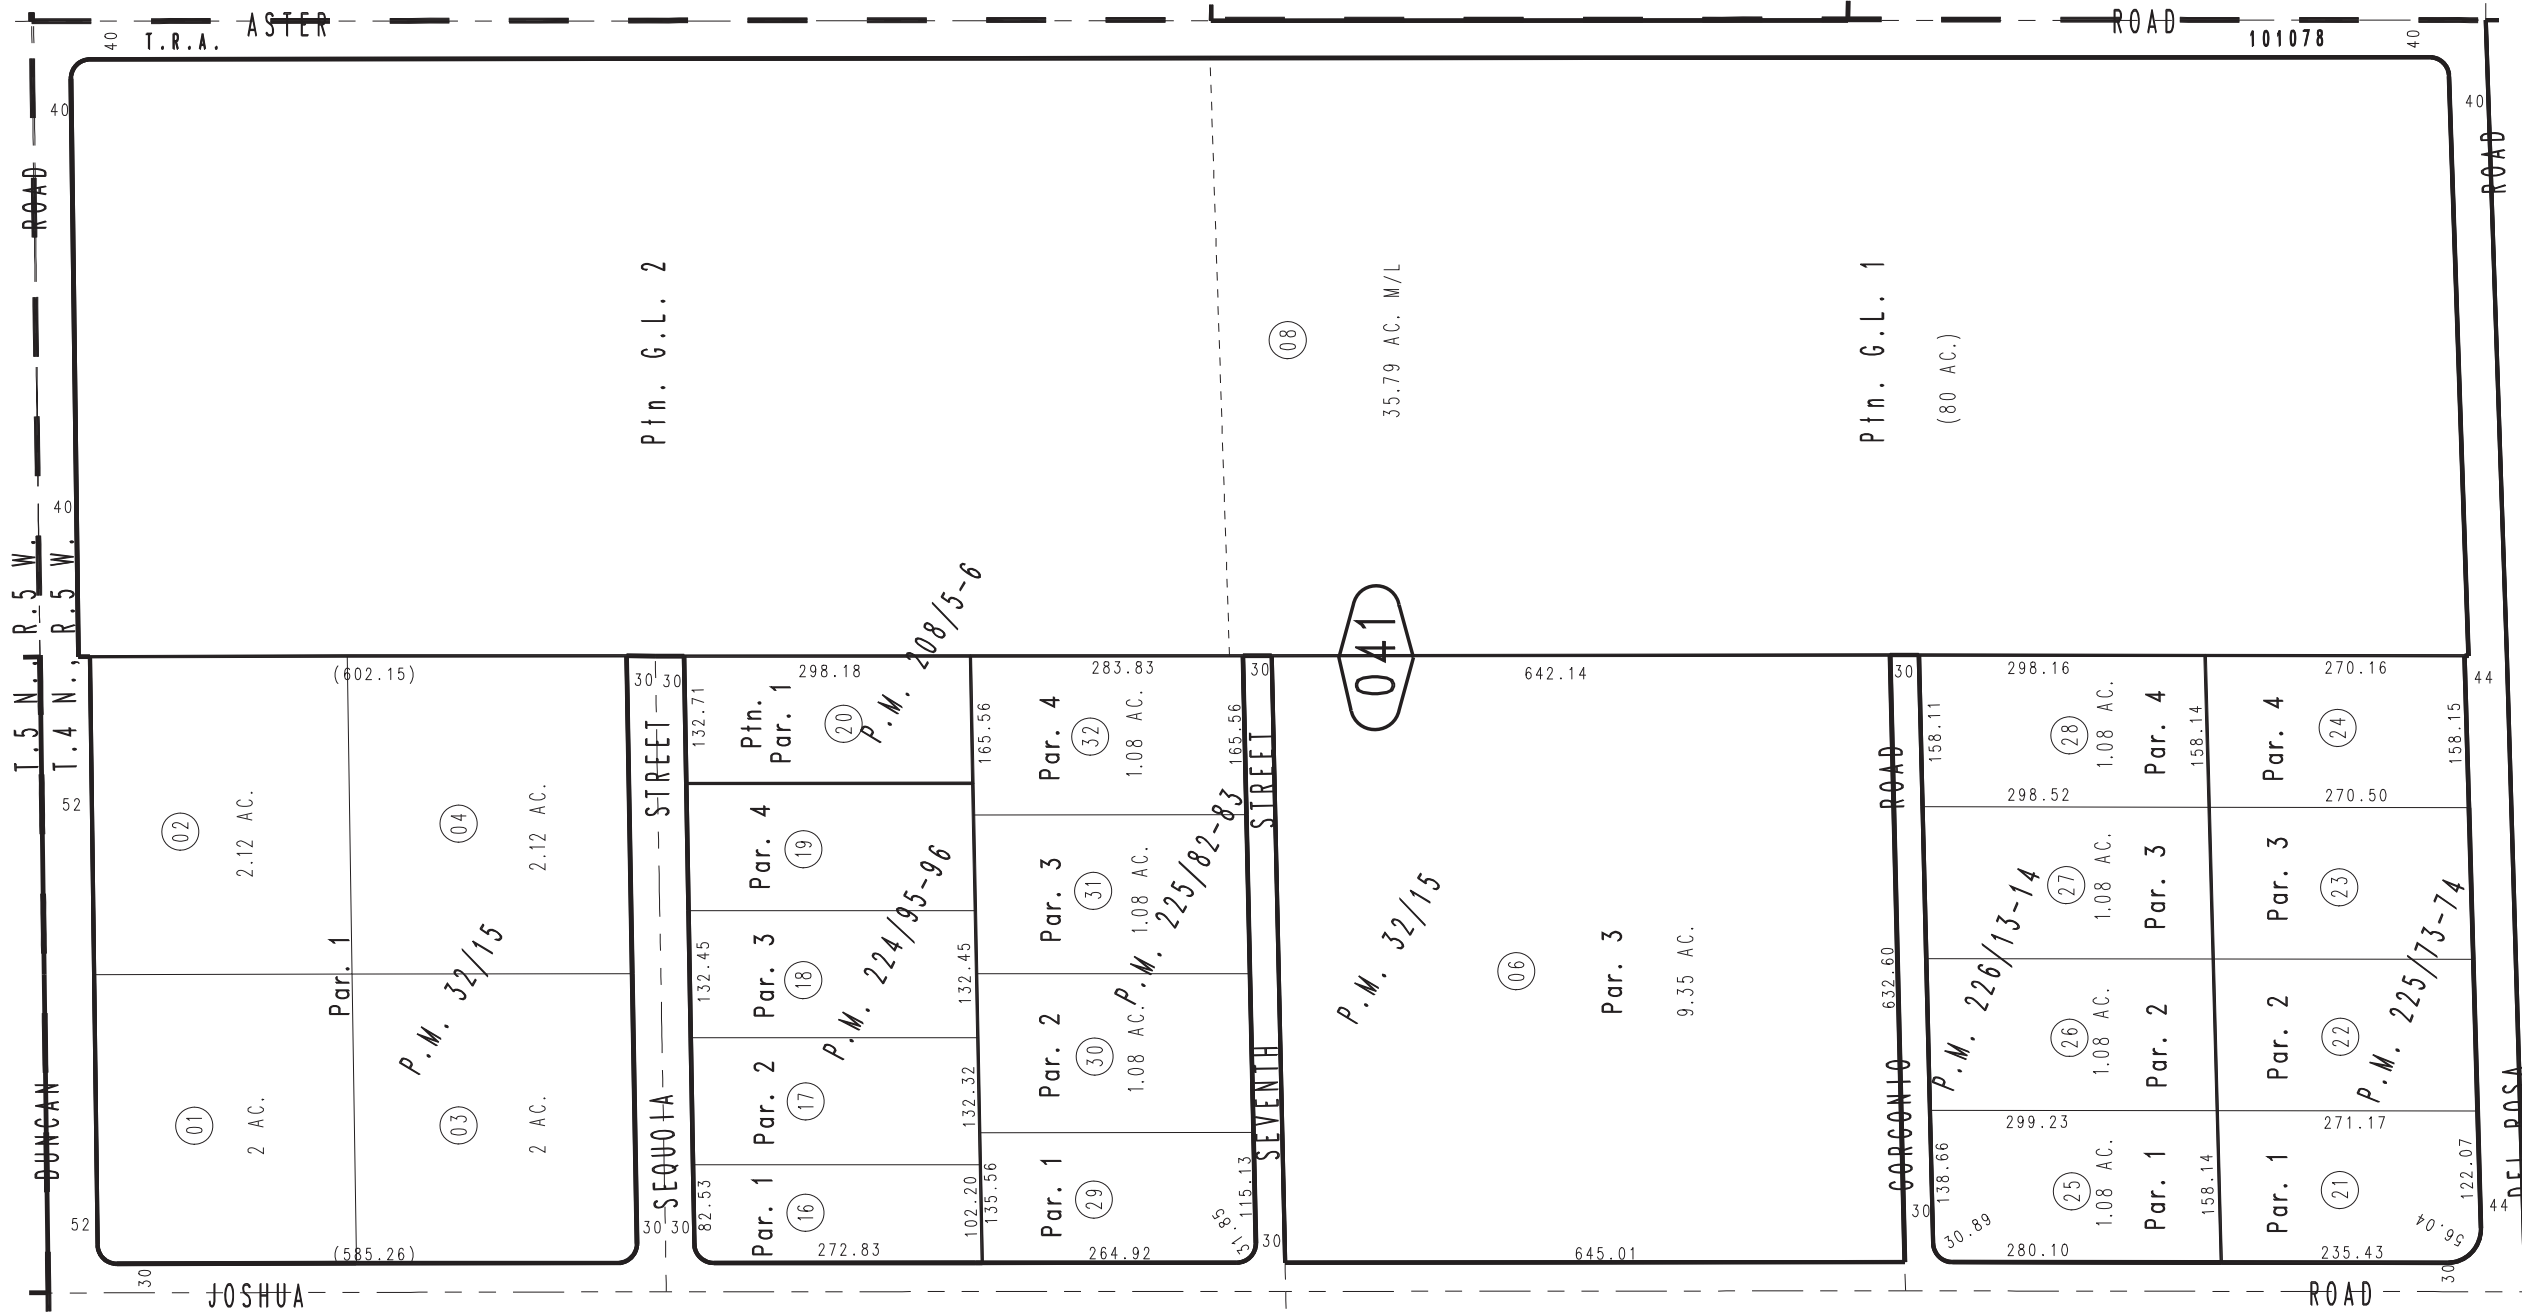 ASTER
ROAD
T.R.A.
101078
40
40
40
40
ROAD
ROAD
Ptn. G.L. 2
08
35.79 AC. M/L
Ptn. G.L. 1
(80 AC.)
40
T.5 N., R.5 W.
T.4 N., R.5 W.
041
(602.15)
30 30
298.18
283.83
30
642.14
30
298.16
270.16
44
52
02
2.12 AC.
04
2.12 AC.
Par. 1
P.M. 32/15
01
2 AC.
03
2 AC.
52
(585.26)
30
DUNCAN
SEQUOIA STREET
30 30
132.71
Ptn.
Par. 1
20
P.M. 208/5-6
165.56
Par. 4
19
132.45
Par. 3
18
132.45
P.M. 224/95-96
Par. 2
17
132.32
82.53
Par. 1
16
102.20
272.83
Par. 4
32
1.08 AC.
165.56
Par. 3
31
1.08 AC.
P.M. 225/82-83
Par. 2
30
1.08 AC.
135.56
Par. 1
29
115.13
31.85
264.92
SEVENTH STREET
30
P.M. 32/15
06
Par. 3
9.35 AC.
632.60
645.01
GORGONIO ROAD
30
158.11
28
1.08 AC.
Par. 4
158.14
298.52
27
1.08 AC.
Par. 3
P.M. 226/13-14
26
1.08 AC.
Par. 2
299.23
138.66
25
1.08 AC.
Par. 1
158.14
30.89
280.10
Par. 4
24
158.15
270.50
Par. 3
23
P.M. 225/73-74
Par. 2
22
271.17
Par. 1
21
122.07
56.04
235.43
44
30
DEL ROSA
JOSHUA
ROAD